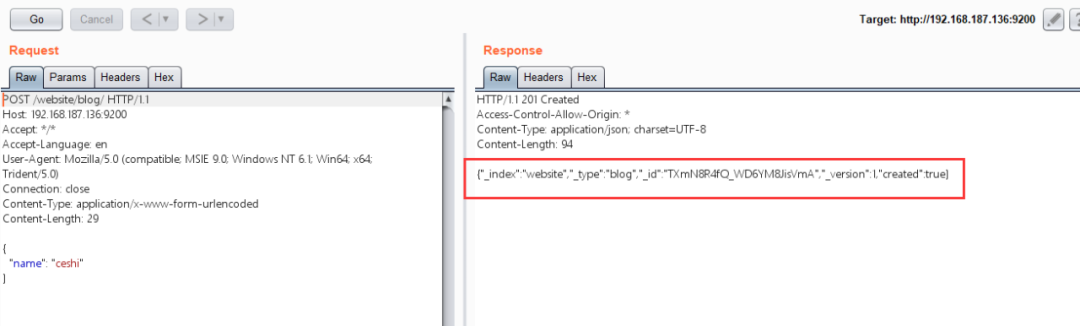 Go
Cancel
<
>
Target: http://192.168.187.136:9200
?
Request
Raw Params Headers Hex
POST /website/blog/ HTTP/1.1
Host: 192.168.187.136:9200
Accept: */*
Accept-Language: en
User-Agent: Mozilla/5.0 (compatible; MSIE 9.0; Windows NT 6.1; Win64; x64;
Trident/5.0)
Connection: close
Content-Type: application/x-www-form-urlencoded
Content-Length: 29
{
"name": "ceshi"
}
Response
Raw Headers Hex
HTTP/1.1 201 Created
Access-Control-Allow-Origin: *
Content-Type: application/json; charset=UTF-8
Content-Length: 94
{"_index":"website","_type":"blog","_id":"TXmN8R4fQ_WD6YM8JisVmA","_version":1,"created":true}